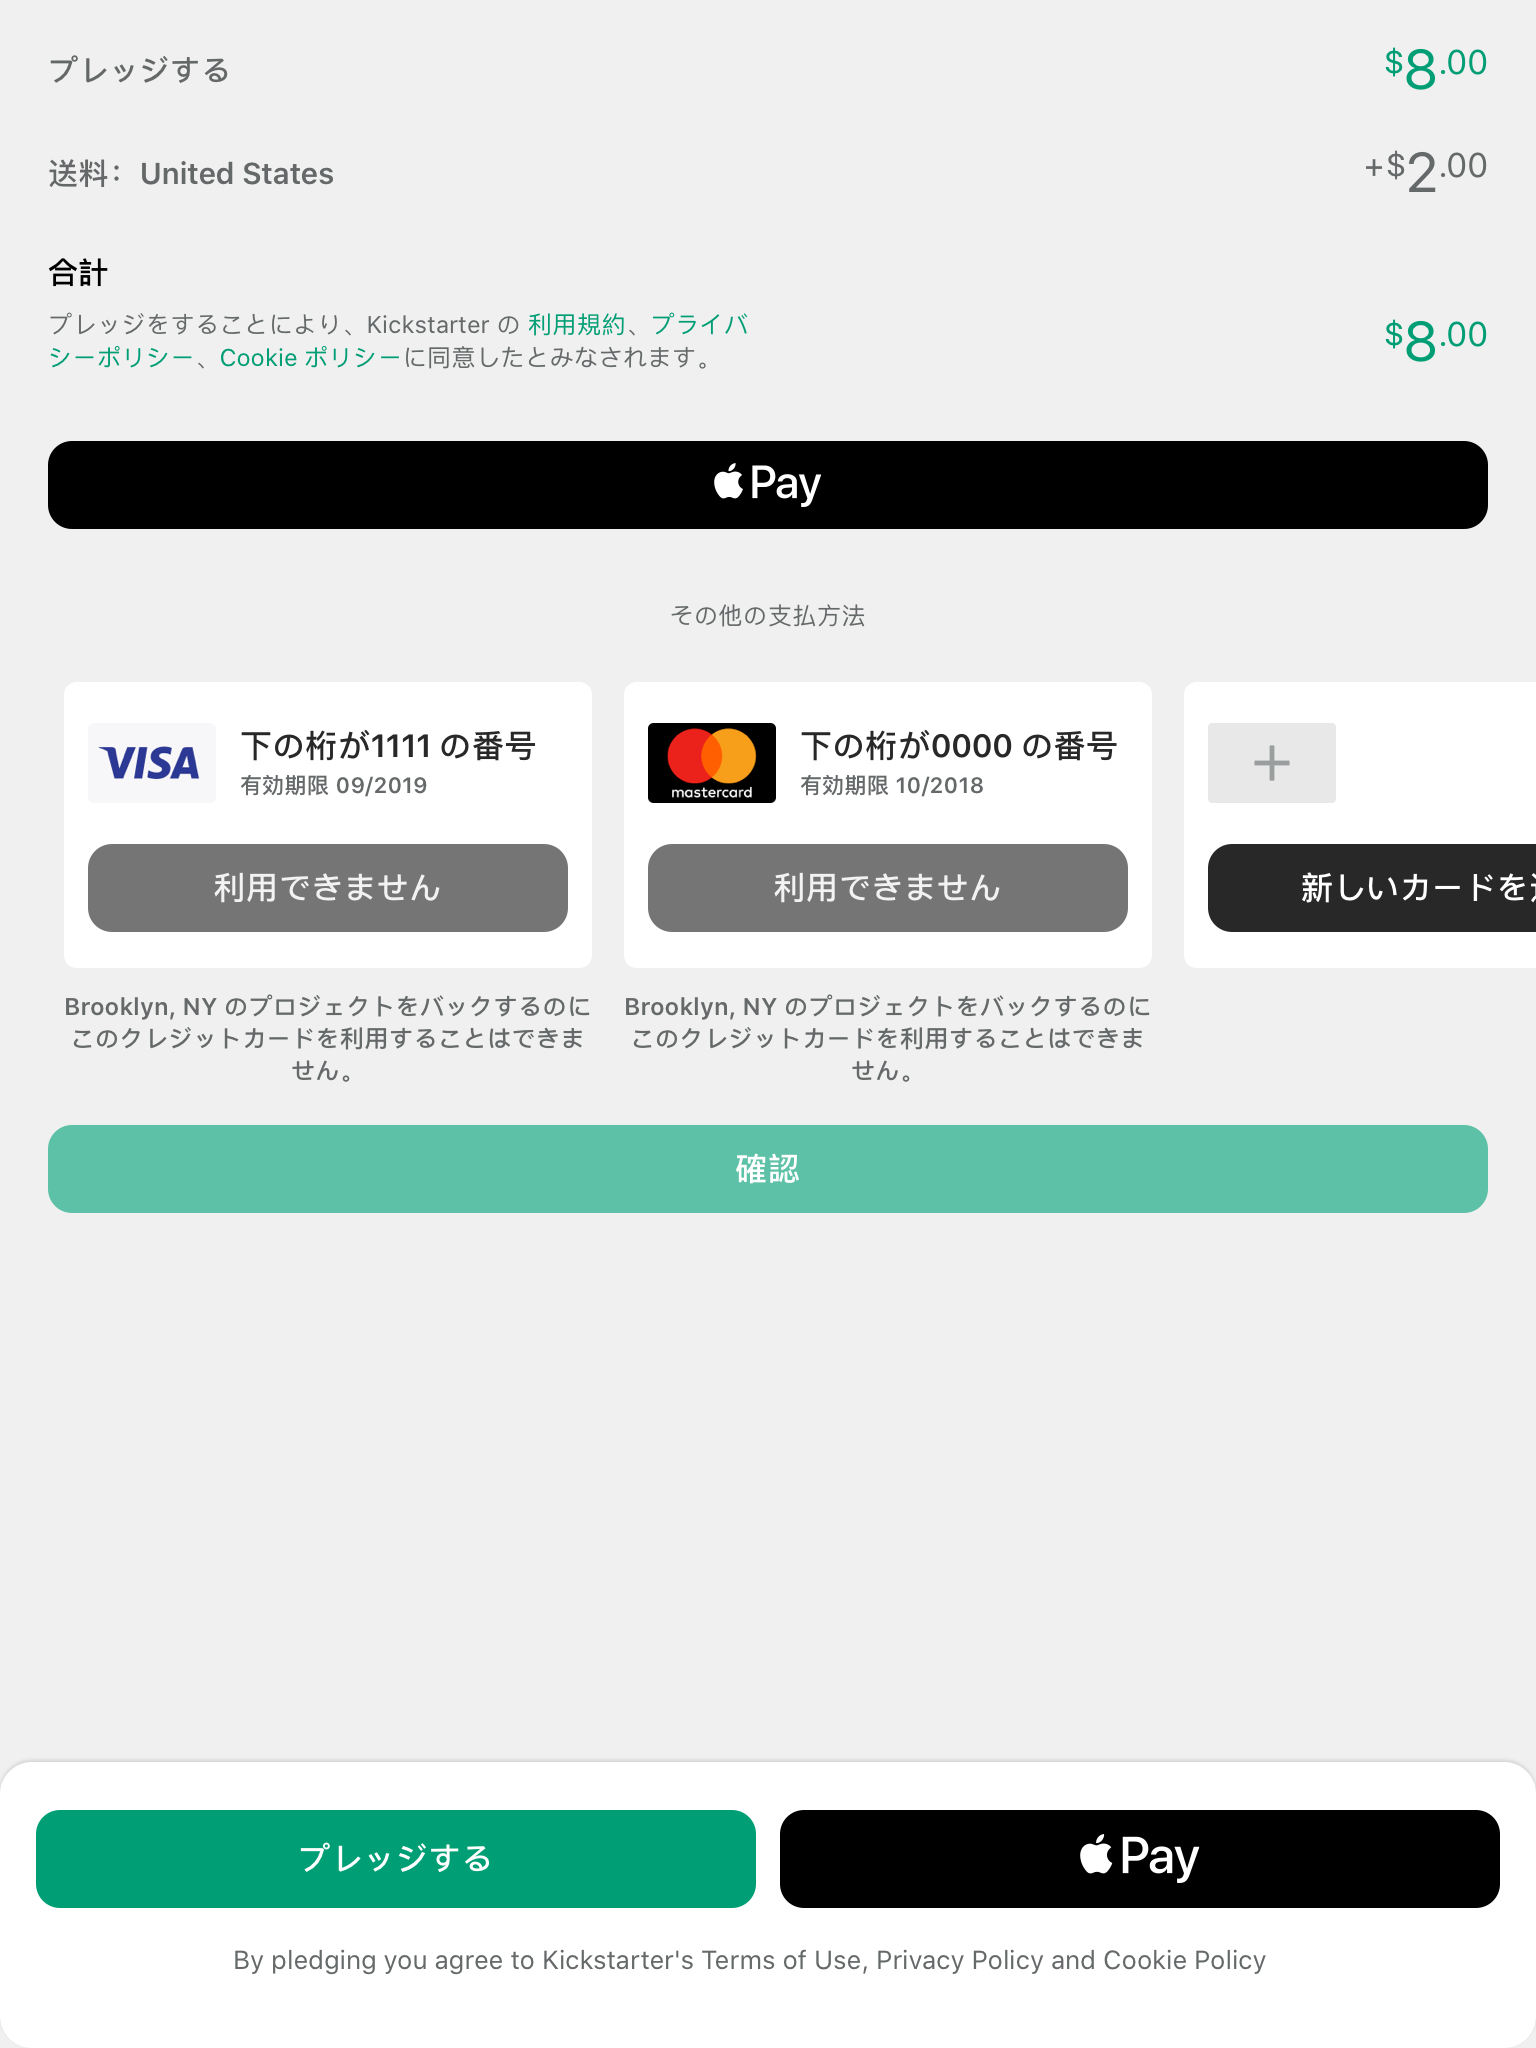 プレッジする
$8.00
送料： United States
+$2.00
合計
プレッジをすることにより、Kickstarter の 利用規約、プライバ
シーポリシー、Cookie ポリシーに同意したとみなされます。
$8.00
Pay
その他の支払方法
VISA
下の桁が1111 の番号
有効期限 09/2019
利用できません
Brooklyn, NY のプロジェクトをバックするのに
このクレジットカードを利用することはできま
せん。
mastercard
下の桁が0000 の番号
有効期限 10/2018
利用できません
Brooklyn, NY のプロジェクトをバックするのに
このクレジットカードを利用することはできま
せん。
新しいカードを
確認
プレッジする
Pay
By pledging you agree to Kickstarter's Terms of Use, Privacy Policy and Cookie Policy